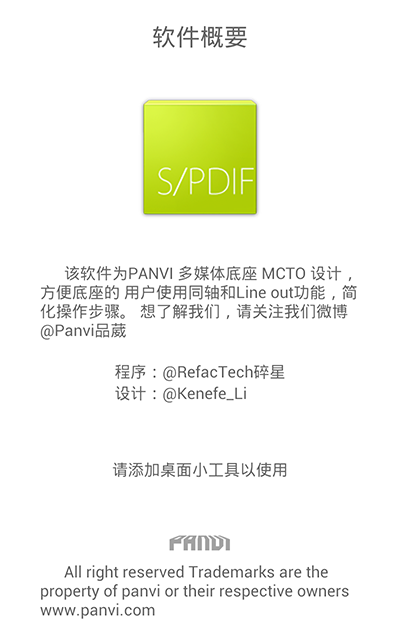 软件概要
S/PDIF
该软件为PANVI 多媒体底座 MCTO 设计，
方便底座的 用户使用同轴和Line out功能，简
化操作步骤。 想了解我们，请关注我们微博
@Panvi品葳
程序：@RefacTech碎星
设计：@Kenefe_Li
请添加桌面小工具以使用
PANVI
All right reserved Trademarks are the
property of panvi or their respective owners
www.panvi.com